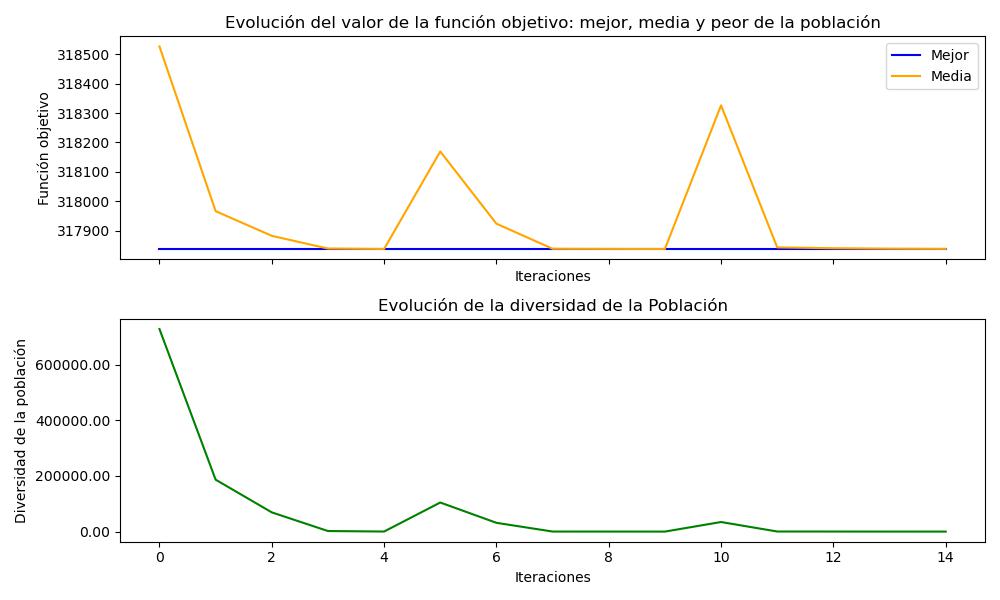 Evolución del valor de la función objetivo: mejor, media y peor de la población
318500
318400
318300
318200
318100
318000
317900
Función objetivo
Mejor
Media
Iteraciones
Evolución de la diversidad de la Población
600000.00
400000.00
200000.00
0.00
Diversidad de la población
0 2 4 6 8 10 12 14
Iteraciones